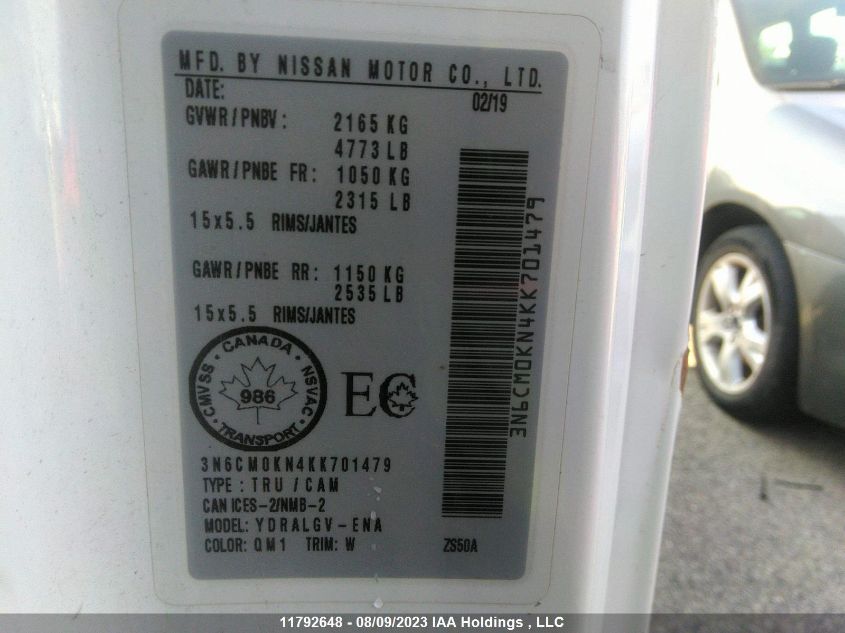 MFD. BY NISSAN MOTOR CO., LTD.
DATE: 02/19
GVWR/PNBV: 2165 KG
4773 LB
GAWR/PNBE FR: 1050 KG
2315 LB
15x5.5 RIMS/JANTES
GAWR/PNBE RR: 1150 KG
2535 LB
15x5.5 RIMS/JANTES
CANADA
CMVSS
NSVAC
986
TRANSPORT
EC
3N6CM0KN4KK701479
3N6CM0KN4KK701479
TYPE: TRU/CAM
CAN ICES-2/NMB-2
MODEL: YDRALGV-ENA
COLOR: QM1 TRIM: W ZS50A
11792648 - 08/09/2023 IAA Holdings , LLC